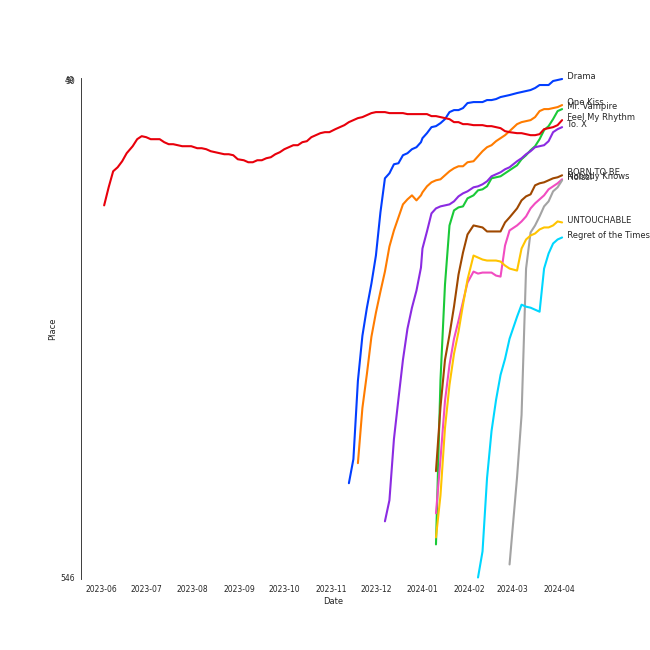 Drama
One Kiss
Mr. Vampire
Feel My Rhythm
To. X
BORN TO BE
Nobody Knows
UNTOUCHABLE
Regret of the Times
Place
546
2023-06 2023-07 2023-08 2023-09 2023-10 2023-11 2023-12 2024-01 2024-02 2024-03 2024-04
Date